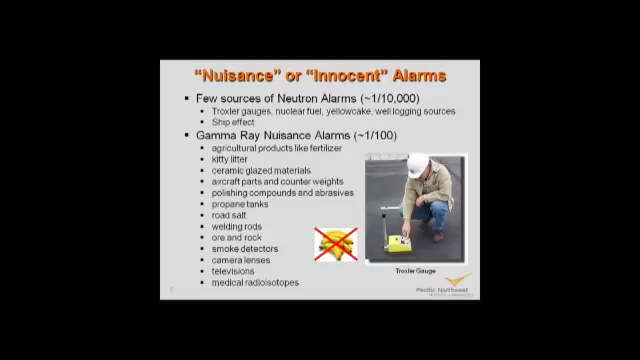 "Nuisance" or "Innocent" Alarms
• Few sources of Neutron Alarms (~1/10,000)
• Troxler gauges, nuclear fuel, yellowcake, well logging sources
• Ship effect
• Gamma Ray Nuisance Alarms (~1/100)
• agricultural products like fertilizer
• kitty litter
• ceramic glazed materials
• aircraft parts and counter weights
• polishing compounds and abrasives
• propane tanks
• road salt
• welding rods
• ore and rock
• smoke detectors
• camera lenses
• televisions
• medical radioisotopes
Troxler Gauge
Pacific Northwest